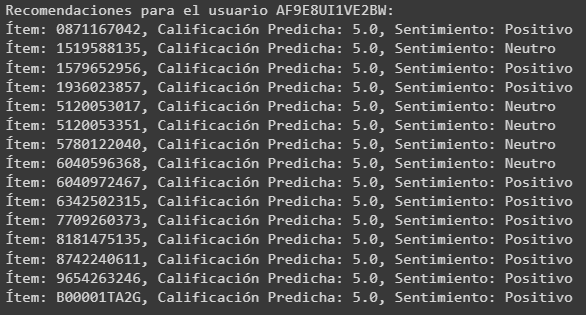 Recomendaciones para el usuario AF9E8UI1VE2BW:
Ítem: 0871167042, Calificación Predicha: 5.0, Sentimiento: Positivo
Ítem: 1519588135, Calificación Predicha: 5.0, Sentimiento: Neutro
Ítem: 1579652956, Calificación Predicha: 5.0, Sentimiento: Positivo
Ítem: 1936023857, Calificación Predicha: 5.0, Sentimiento: Positivo
Ítem: 5120053017, Calificación Predicha: 5.0, Sentimiento: Neutro
Ítem: 5120053351, Calificación Predicha: 5.0, Sentimiento: Neutro
Ítem: 5780122040, Calificación Predicha: 5.0, Sentimiento: Neutro
Ítem: 6040596368, Calificación Predicha: 5.0, Sentimiento: Neutro
Ítem: 6040972467, Calificación Predicha: 5.0, Sentimiento: Positivo
Ítem: 6342502315, Calificación Predicha: 5.0, Sentimiento: Positivo
Ítem: 7709260373, Calificación Predicha: 5.0, Sentimiento: Positivo
Ítem: 8181475135, Calificación Predicha: 5.0, Sentimiento: Positivo
Ítem: 8742240611, Calificación Predicha: 5.0, Sentimiento: Positivo
Ítem: 9654263246, Calificación Predicha: 5.0, Sentimiento: Positivo
Ítem: B00001TA2G, Calificación Predicha: 5.0, Sentimiento: Positivo